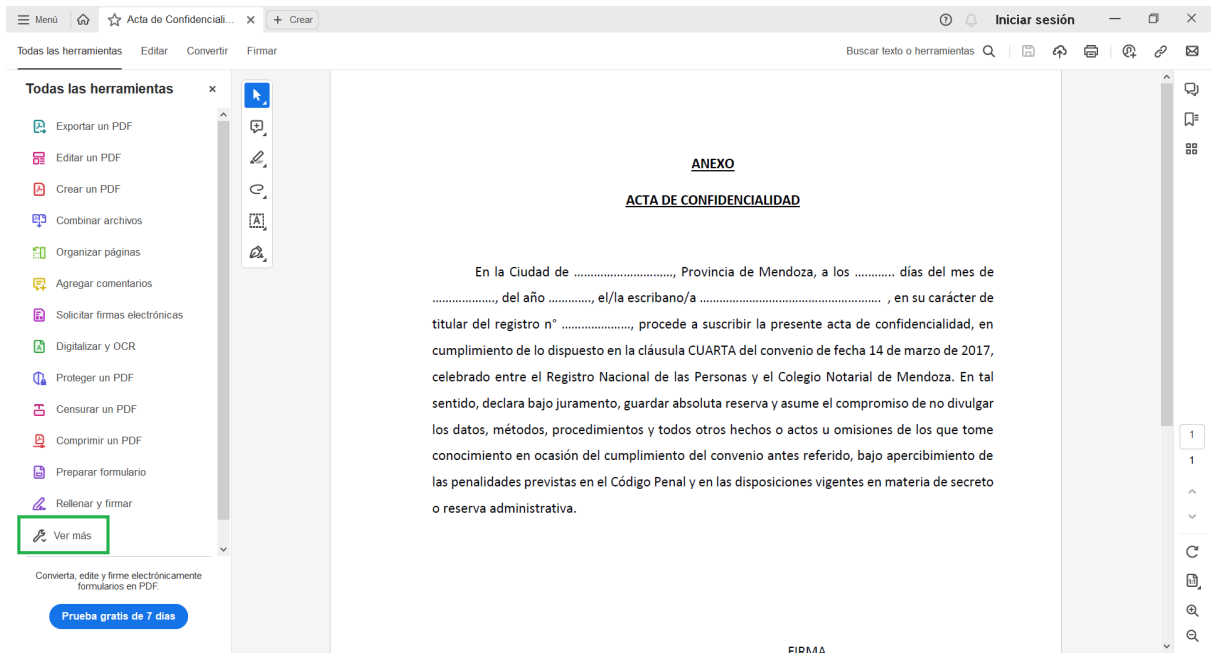 Menú
Acta de Confidenciali...
+ Crear
Iniciar sesión
Todas las herramientas
Editar
Convertir
Firmar
Buscar texto o herramientas
Todas las herramientas
Exportar un PDF
Editar un PDF
Crear un PDF
Combinar archivos
Organizar páginas
Agregar comentarios
Solicitar firmas electrónicas
Digitalizar y OCR
Proteger un PDF
Censurar un PDF
Comprimir un PDF
Preparar formulario
Rellenar y firmar
Ver más
Convierta, edite y firme electrónicamente
formularios en PDF.
Prueba gratis de 7 días
ANEXO
ACTA DE CONFIDENCIALIDAD
En la Ciudad de .............................., Provincia de Mendoza, a los ............ días del mes de
..................., del año ............., el/la escribano/a ....................................................... , en su carácter de
titular del registro n° ....................., procede a suscribir la presente acta de confidencialidad, en
cumplimiento de lo dispuesto en la cláusula CUARTA del convenio de fecha 14 de marzo de 2017,
celebrado entre el Registro Nacional de las Personas y el Colegio Notarial de Mendoza. En tal
sentido, declara bajo juramento, guardar absoluta reserva y asume el compromiso de no divulgar
los datos, métodos, procedimientos y todos otros hechos o actos u omisiones de los que tome
conocimiento en ocasión del cumplimiento del convenio antes referido, bajo apercibimiento de
las penalidades previstas en el Código Penal y en las disposiciones vigentes en materia de secreto
o reserva administrativa.
FIRMA
1
1